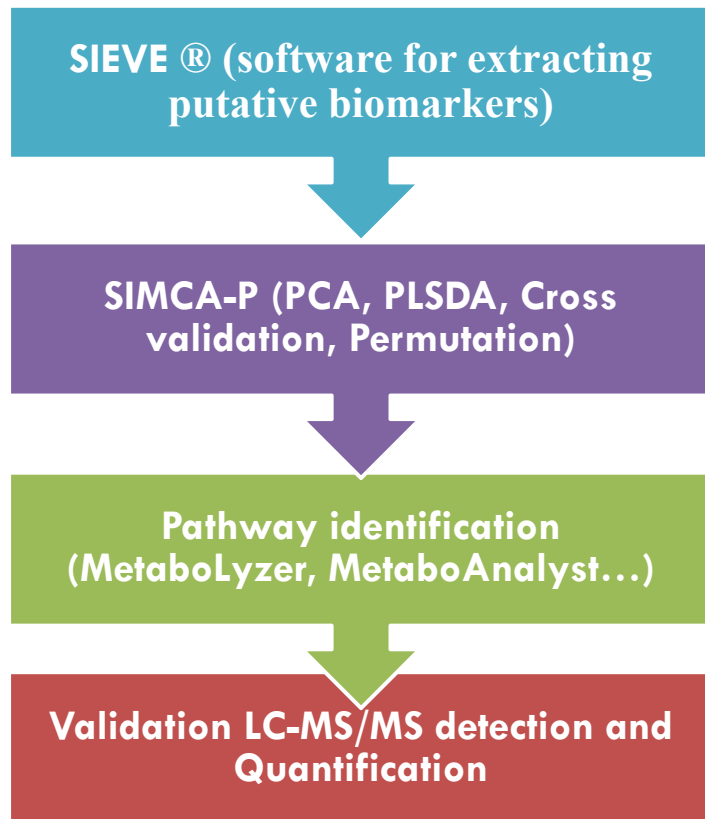 SIEVE ® (software for extracting
putative biomarkers)
SIMCA-P (PCA, PLSDA, Cross
validation, Permutation)
Pathway identification
(MetaboLyzer, MetaboAnalyst...)
Validation LC-MS/MS detection and
Quantification